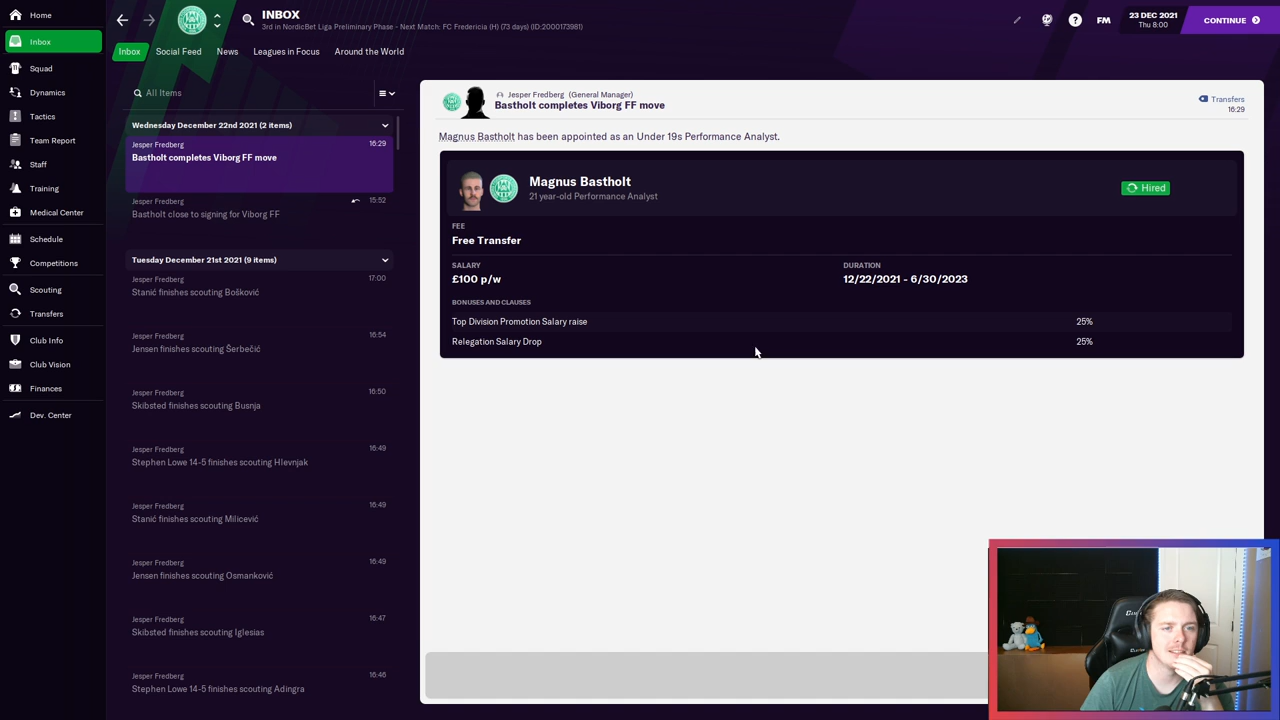 Home
Inbox
Squad
Dynamics
Tactics
Team Report
Staff
Training
Medical Center
Schedule
Competitions
Scouting
Transfers
Club Info
Club Vision
Finances
Dev. Center
INBOX
3rd in NordicBet Liga Preliminary Phase - Next Match: FC Fredericia (H) (73 days) (ID:2000173981)
FM
23 DEC 2021
Thu 8:00
CONTINUE
Inbox
Social Feed
News
Leagues in Focus
Around the World
All Items
Wednesday December 22nd 2021 (2 items)
Jesper Fredberg 16:29
Bastholt completes Viborg FF move
Jesper Fredberg 15:52
Bastholt close to signing for Viborg FF
Tuesday December 21st 2021 (9 items)
Jesper Fredberg 17:00
Stanić finishes scouting Bošković
Jesper Fredberg 16:54
Jensen finishes scouting Šerbečić
Jesper Fredberg 16:50
Skibsted finishes scouting Busnja
Jesper Fredberg 16:49
Stephen Lowe 14-5 finishes scouting Hlevnjak
Jesper Fredberg 16:49
Stanić finishes scouting Milicević
Jesper Fredberg 16:49
Jensen finishes scouting Osmanković
Jesper Fredberg 16:47
Skibsted finishes scouting Iglesias
Jesper Fredberg 16:46
Stephen Lowe 14-5 finishes scouting Adingra
Jesper Fredberg (General Manager)
Bastholt completes Viborg FF move
Transfers
16:29
Magnus Bastholt has been appointed as an Under 19s Performance Analyst.
Magnus Bastholt
21 year-old Performance Analyst
Hired
FEE
Free Transfer
SALARY
£100 p/w
DURATION
12/22/2021 - 6/30/2023
BONUSES AND CLAUSES
Top Division Promotion Salary raise 25%
Relegation Salary Drop 25%